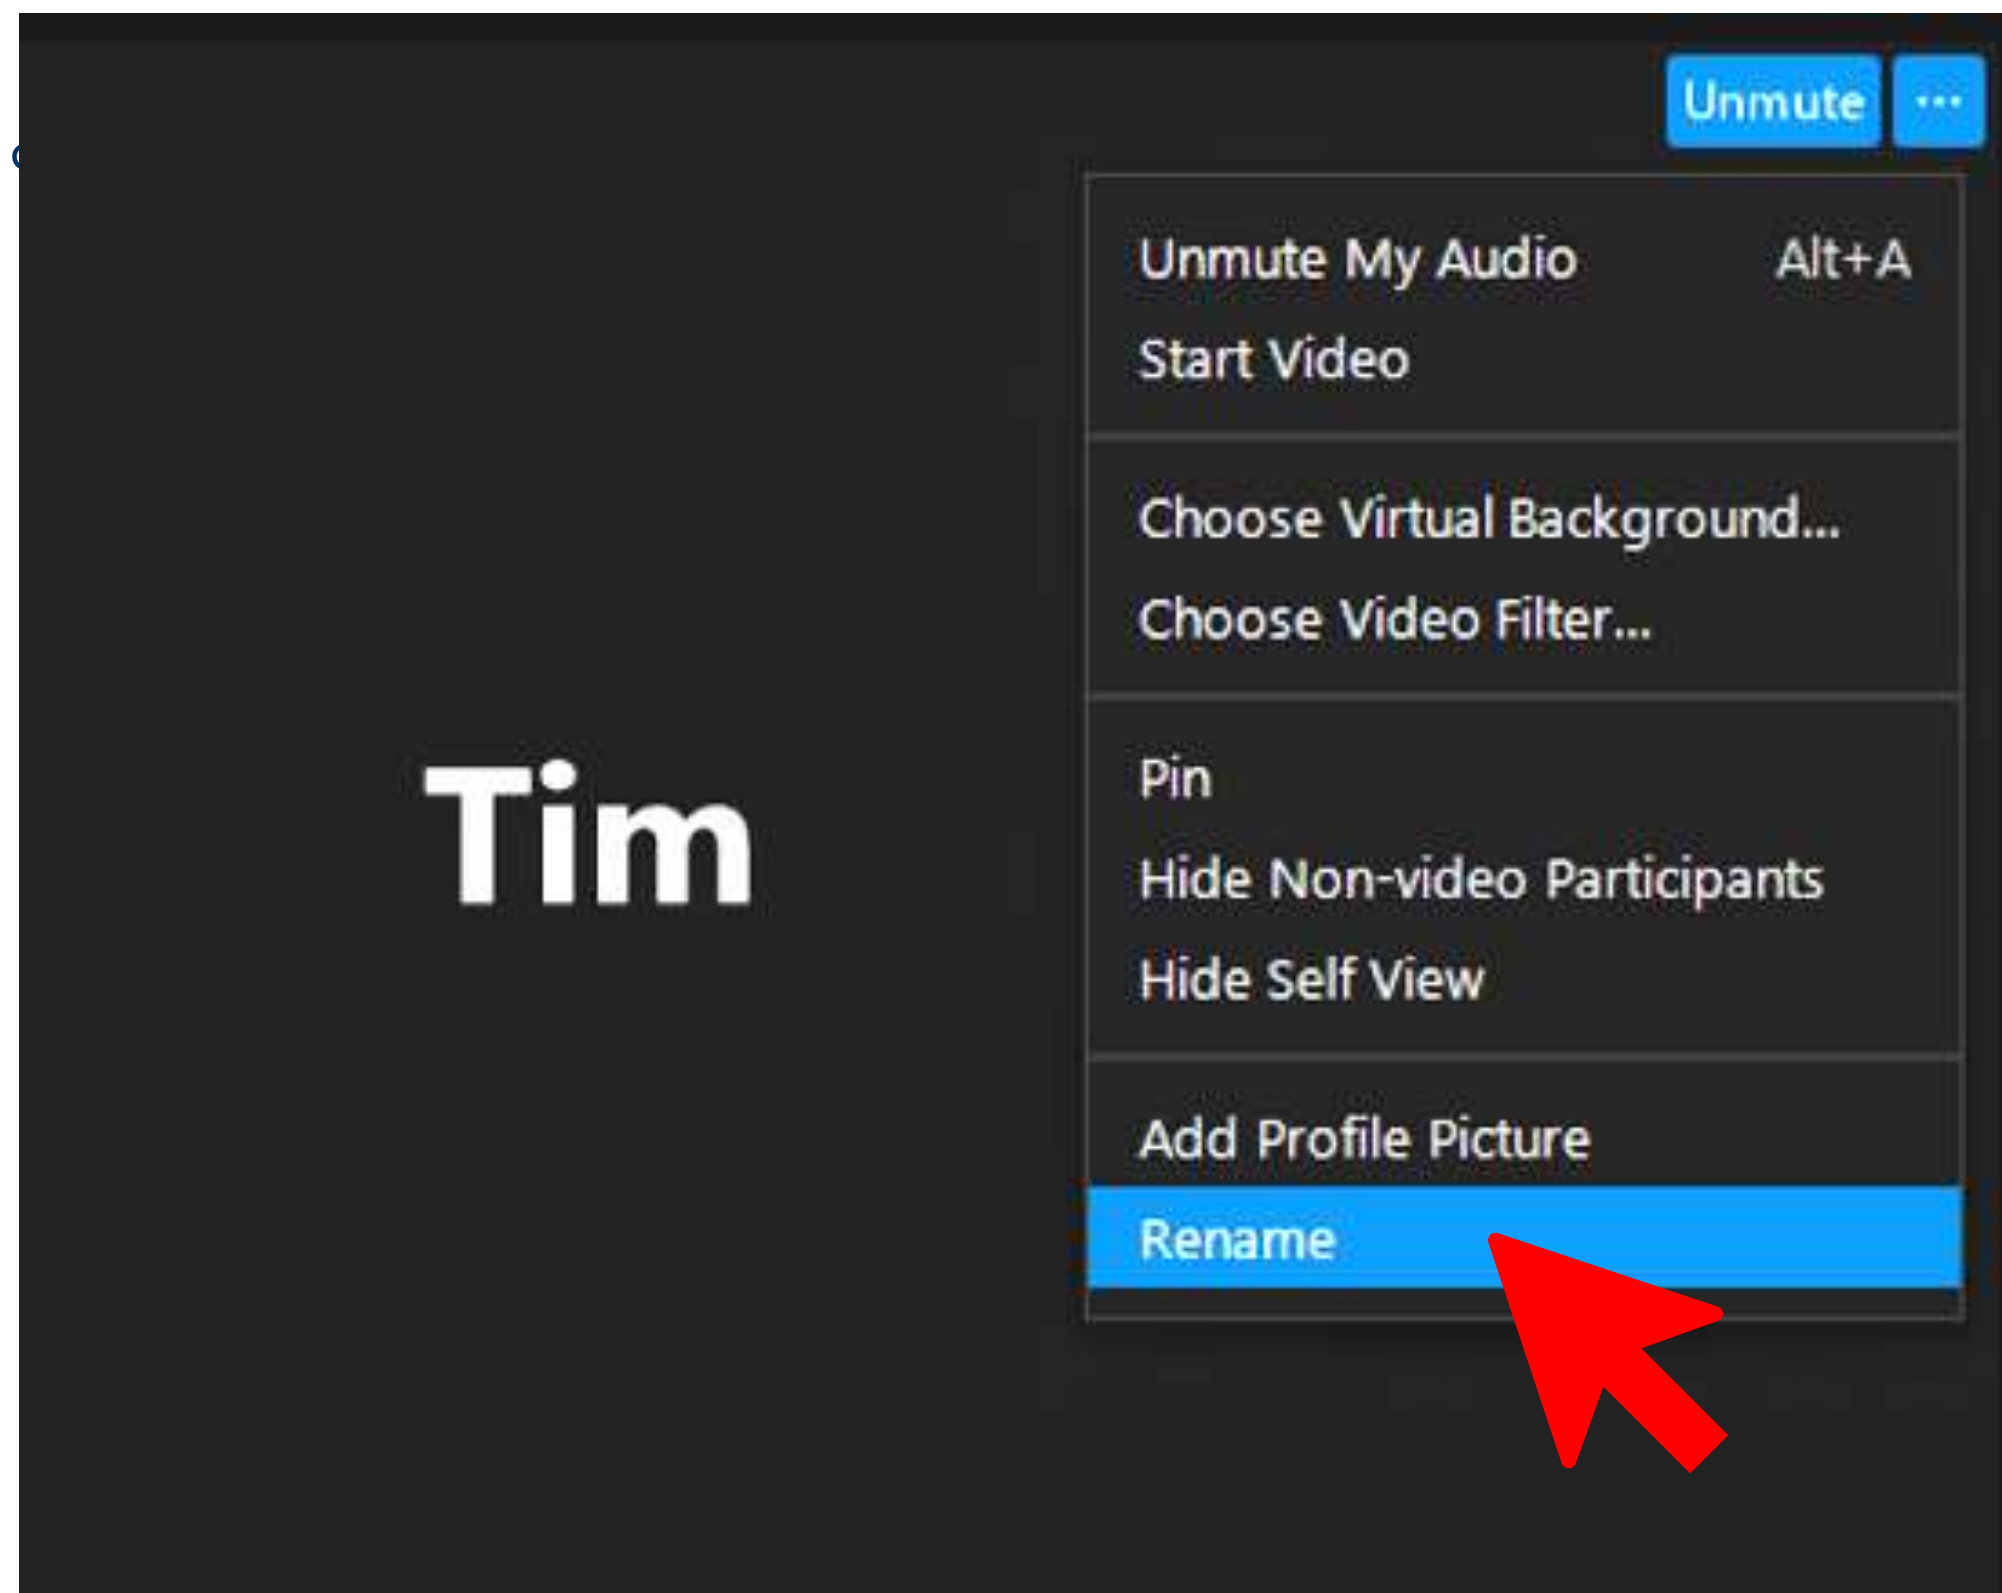 Unmute ...
Unmute My Audio Alt+A
Start Video
Choose Virtual Background...
Choose Video Filter...
Tim
Pin
Hide Non-video Participants
Hide Self View
Add Profile Picture
Rename